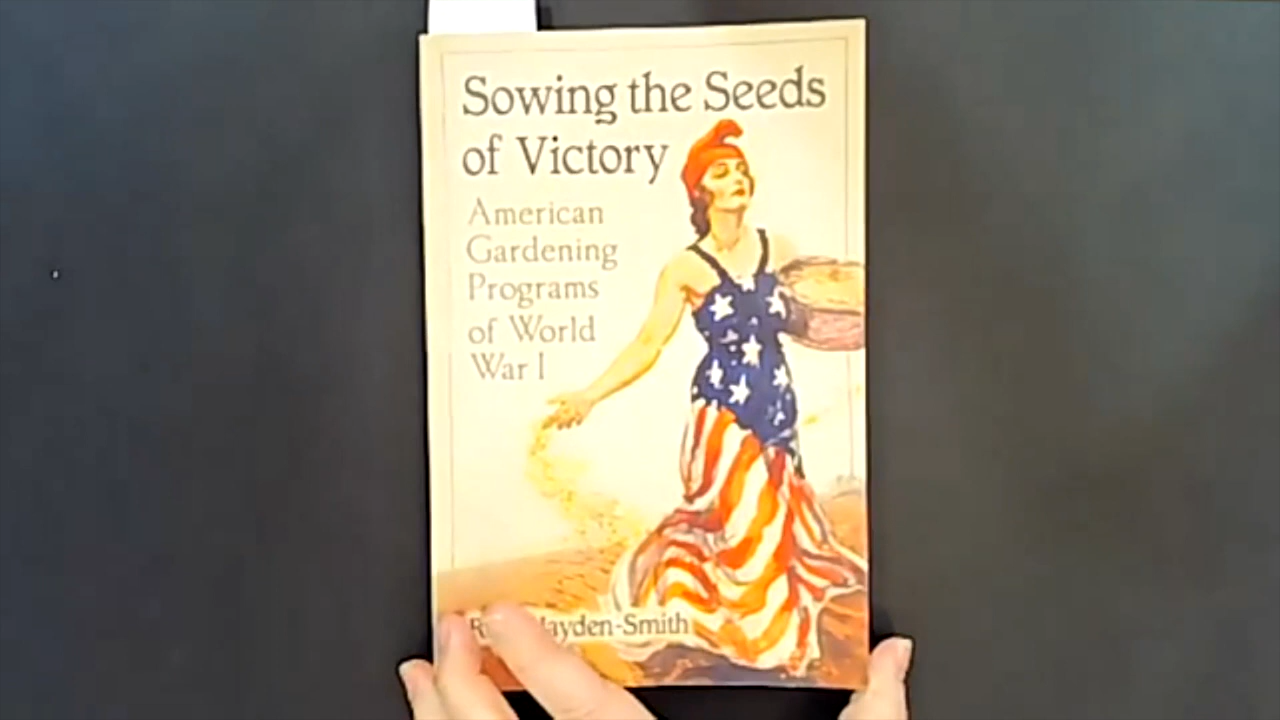 Sowing the Seeds
of Victory
American
Gardening
Programs
of World
War I
Hayden-Smith